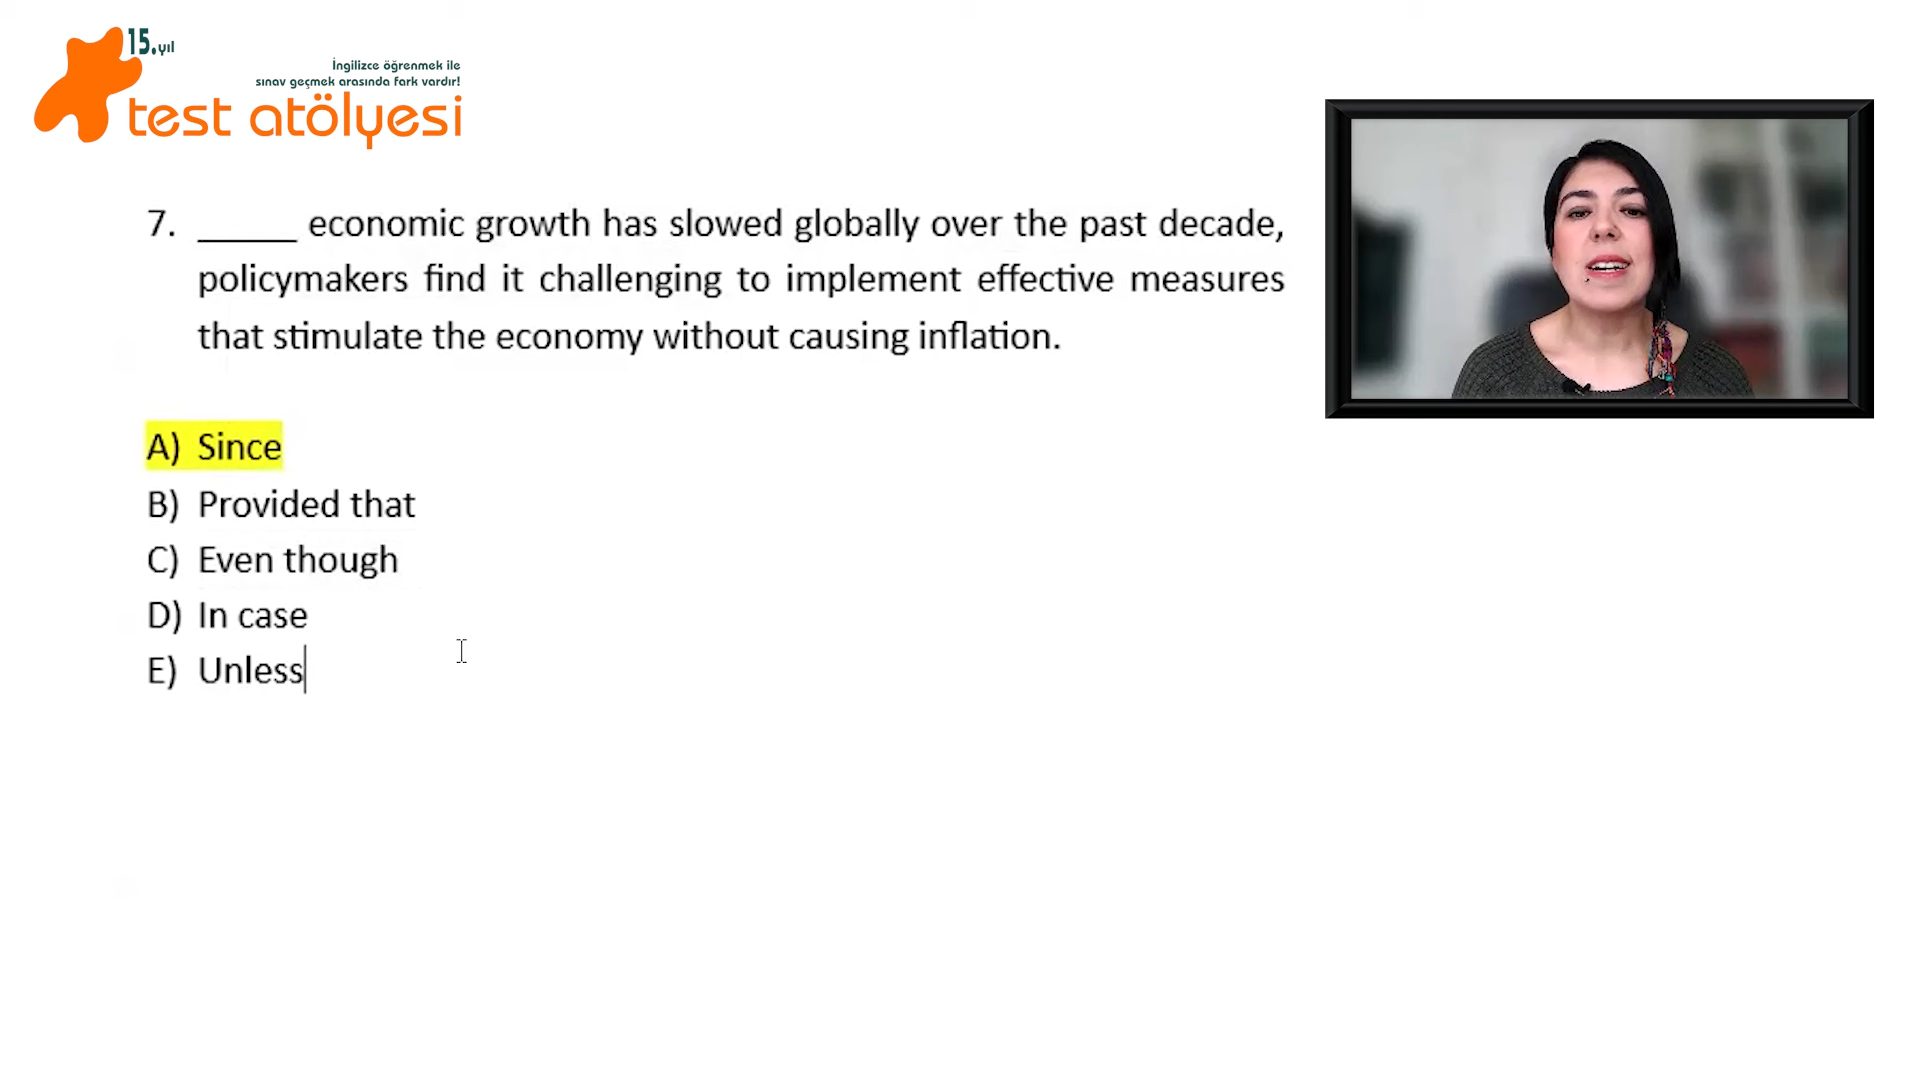 15.yıl
İngilizce öğrenmek ile
sınav geçmek arasında fark vardır!
test atölyesi
7. _____ economic growth has slowed globally over the past decade,
policymakers find it challenging to implement effective measures
that stimulate the economy without causing inflation.
A) Since
B) Provided that
C) Even though
D) In case
E) Unless